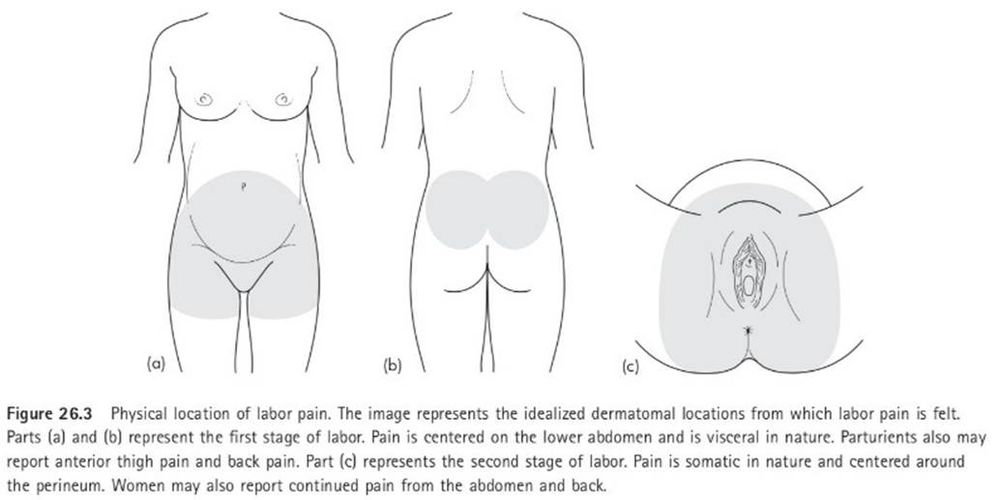 (a)
(b)
(c)
Figure 26.3 Physical location of labor pain. The image represents the idealized dermatomal locations from which labor pain is felt.
Parts (a) and (b) represent the first stage of labor. Pain is centered on the lower abdomen and is visceral in nature. Parturients also may
report anterior thigh pain and back pain. Part (c) represents the second stage of labor. Pain is somatic in nature and centered around
the perineum. Women may also report continued pain from the abdomen and back.